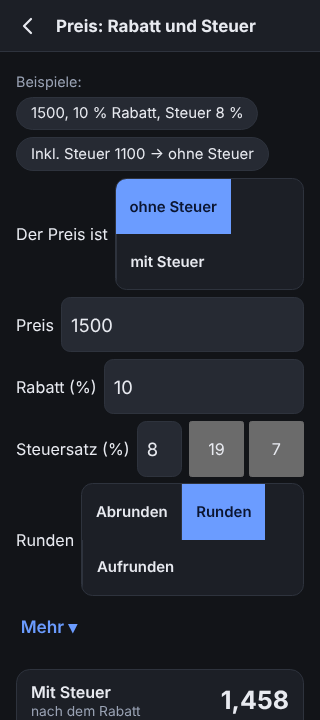 Preis: Rabatt und Steuer
Beispiele:
1500, 10 % Rabatt, Steuer 8 %
Inkl. Steuer 1100 → ohne Steuer
Der Preis ist
ohne Steuer
mit Steuer
Preis 1500
Rabatt (%) 10
Steuersatz (%) 8 19 7
Runden
Abrunden Runden
Aufrunden
Mehr ▾
Mit Steuer
nach dem Rabatt
1,458